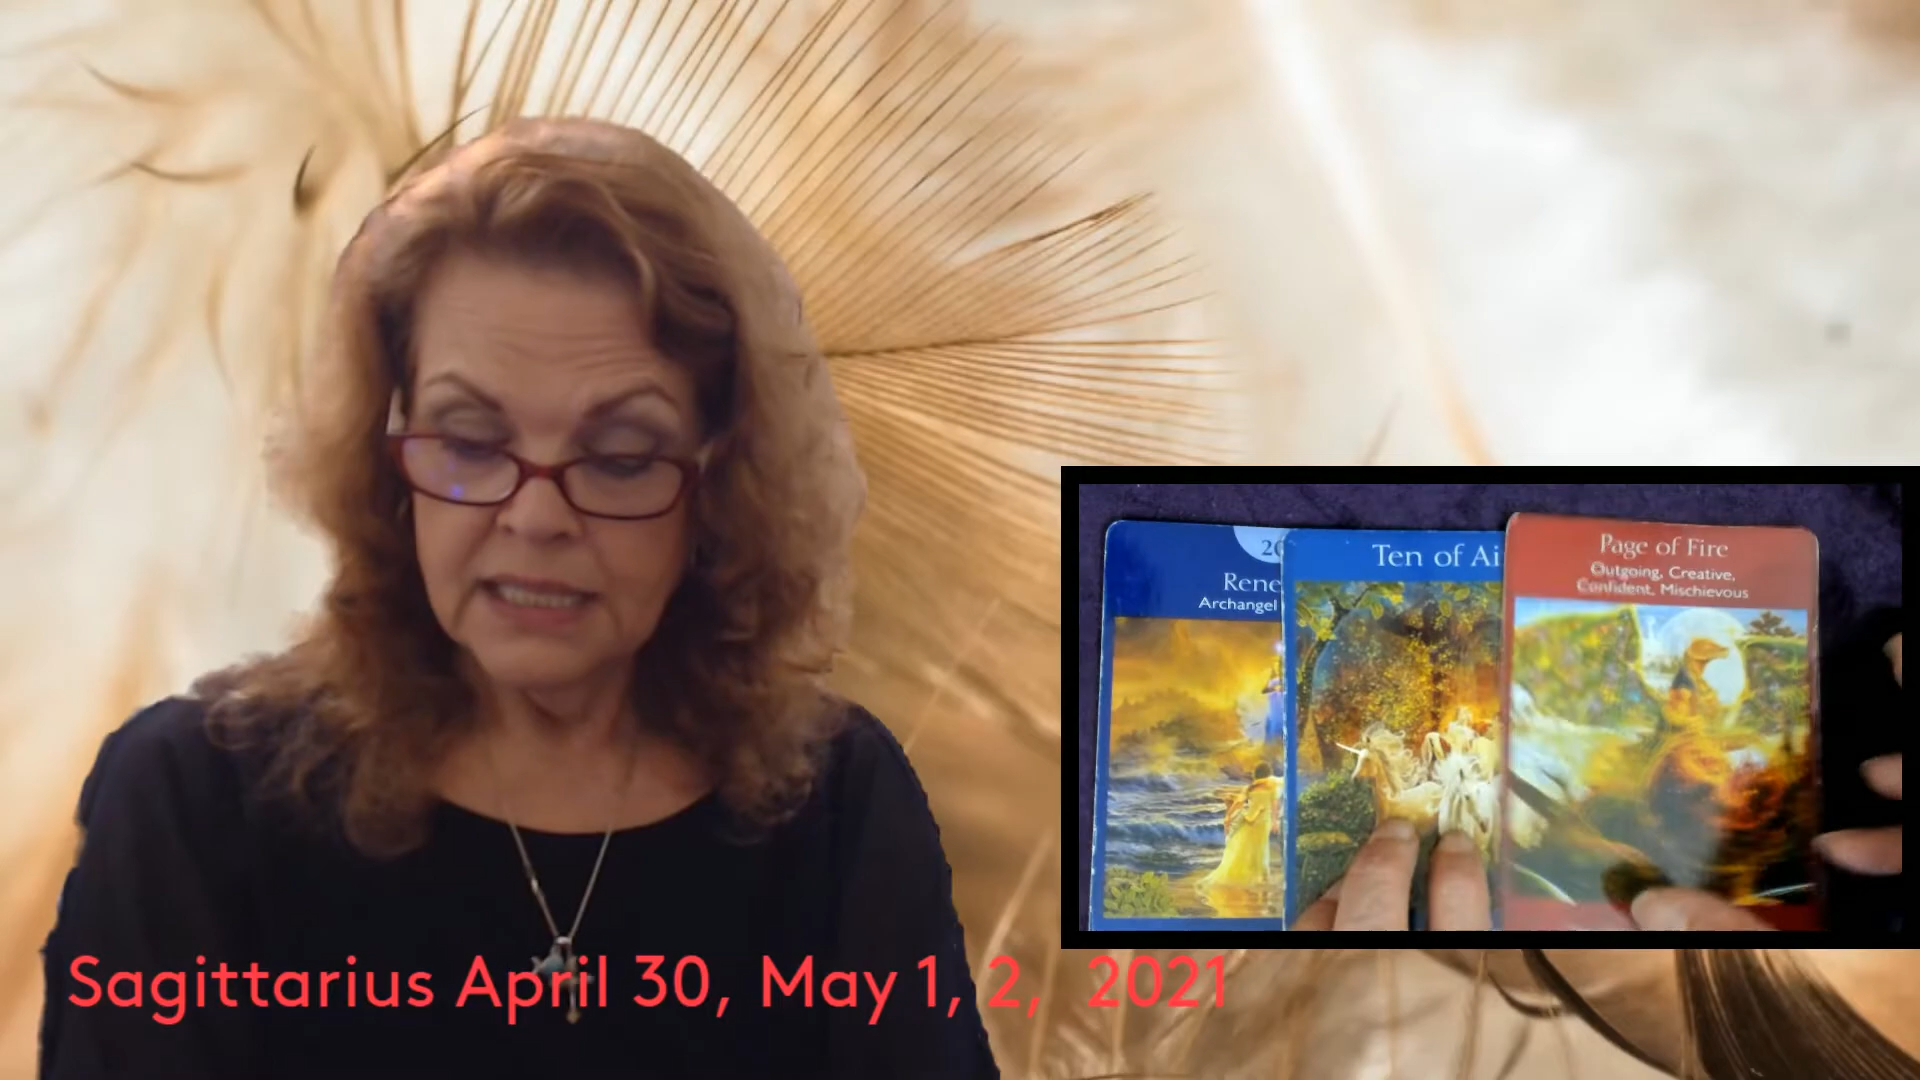 20
Rene
Archangel
Ten of Ai
Page of Fire
Outgoing, Creative,
Confident, Mischievous
Sagittarius April 30, May 1, 2, 2021